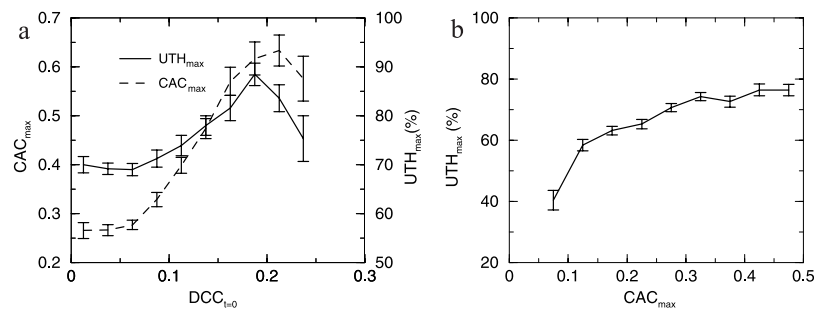 a
0.7
0.6
0.5
0.4
0.3
0.2
CAC_max
UTH_max
CAC_max
100
90
80
70
60
50
UTH_max(%)
0 0.1 0.2 0.3
DCC_t=0
b
100
80
60
40
20
UTH_max (%)
0 0.1 0.2 0.3 0.4 0.5
CAC_max